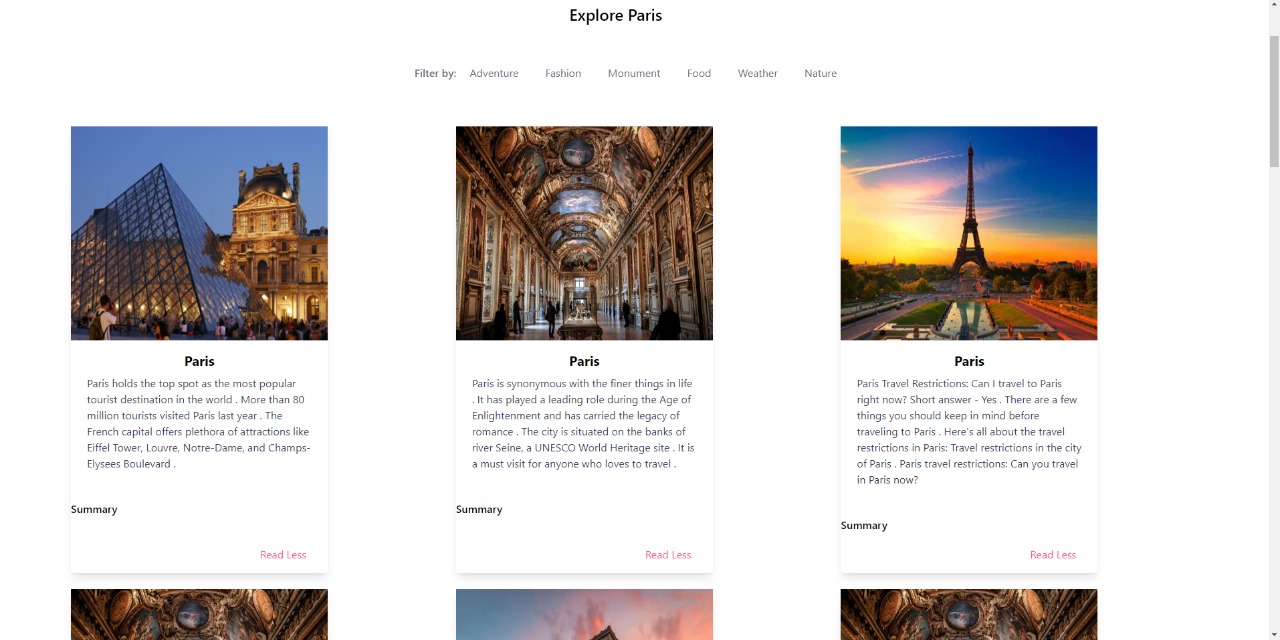 Explore Paris
Filter by: Adventure Fashion Monument Food Weather Nature
Paris
Paris holds the top spot as the most popular
tourist destination in the world . More than 80
million tourists visited Paris last year . The
French capital offers plethora of attractions like
Eiffel Tower, Louvre, Notre-Dame, and Champs-
Elysees Boulevard .
Summary
Read Less
Paris
Paris is synonymous with the finer things in life
. It has played a leading role during the Age of
Enlightenment and has carried the legacy of
romance . The city is situated on the banks of
river Seine, a UNESCO World Heritage site . It is
a must visit for anyone who loves to travel .
Summary
Read Less
Paris
Paris Travel Restrictions: Can I travel to Paris
right now? Short answer - Yes . There are a few
things you should keep in mind before
traveling to Paris . Here's all about the travel
restrictions in Paris: Travel restrictions in the city
of Paris . Paris travel restrictions: Can you travel
in Paris now?
Summary
Read Less